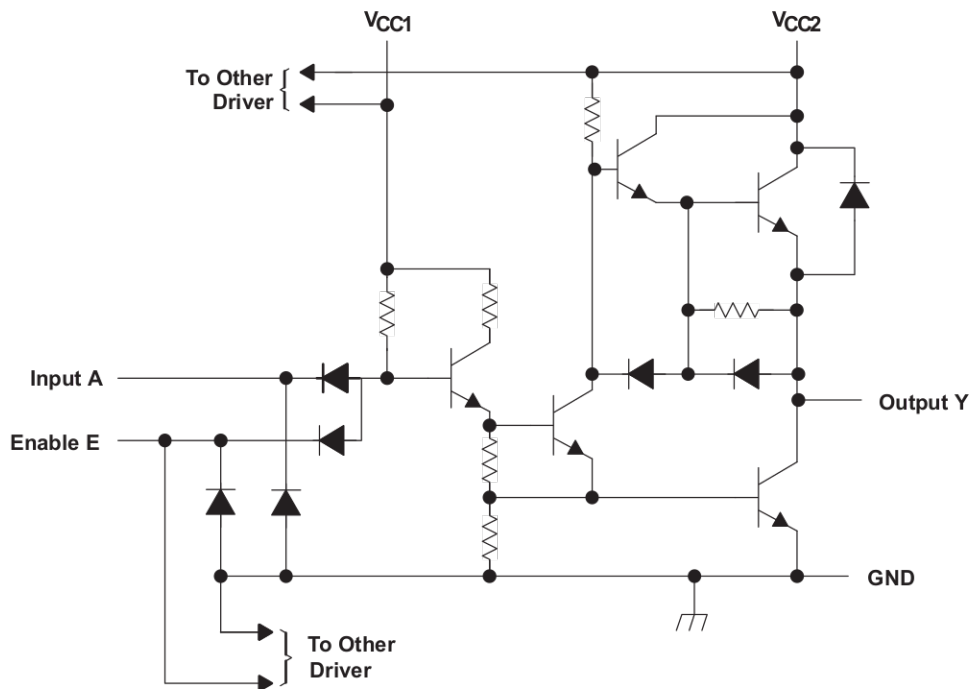 VCC1
VCC2
To Other
Driver
Input A
Enable E
Output Y
GND
To Other
Driver